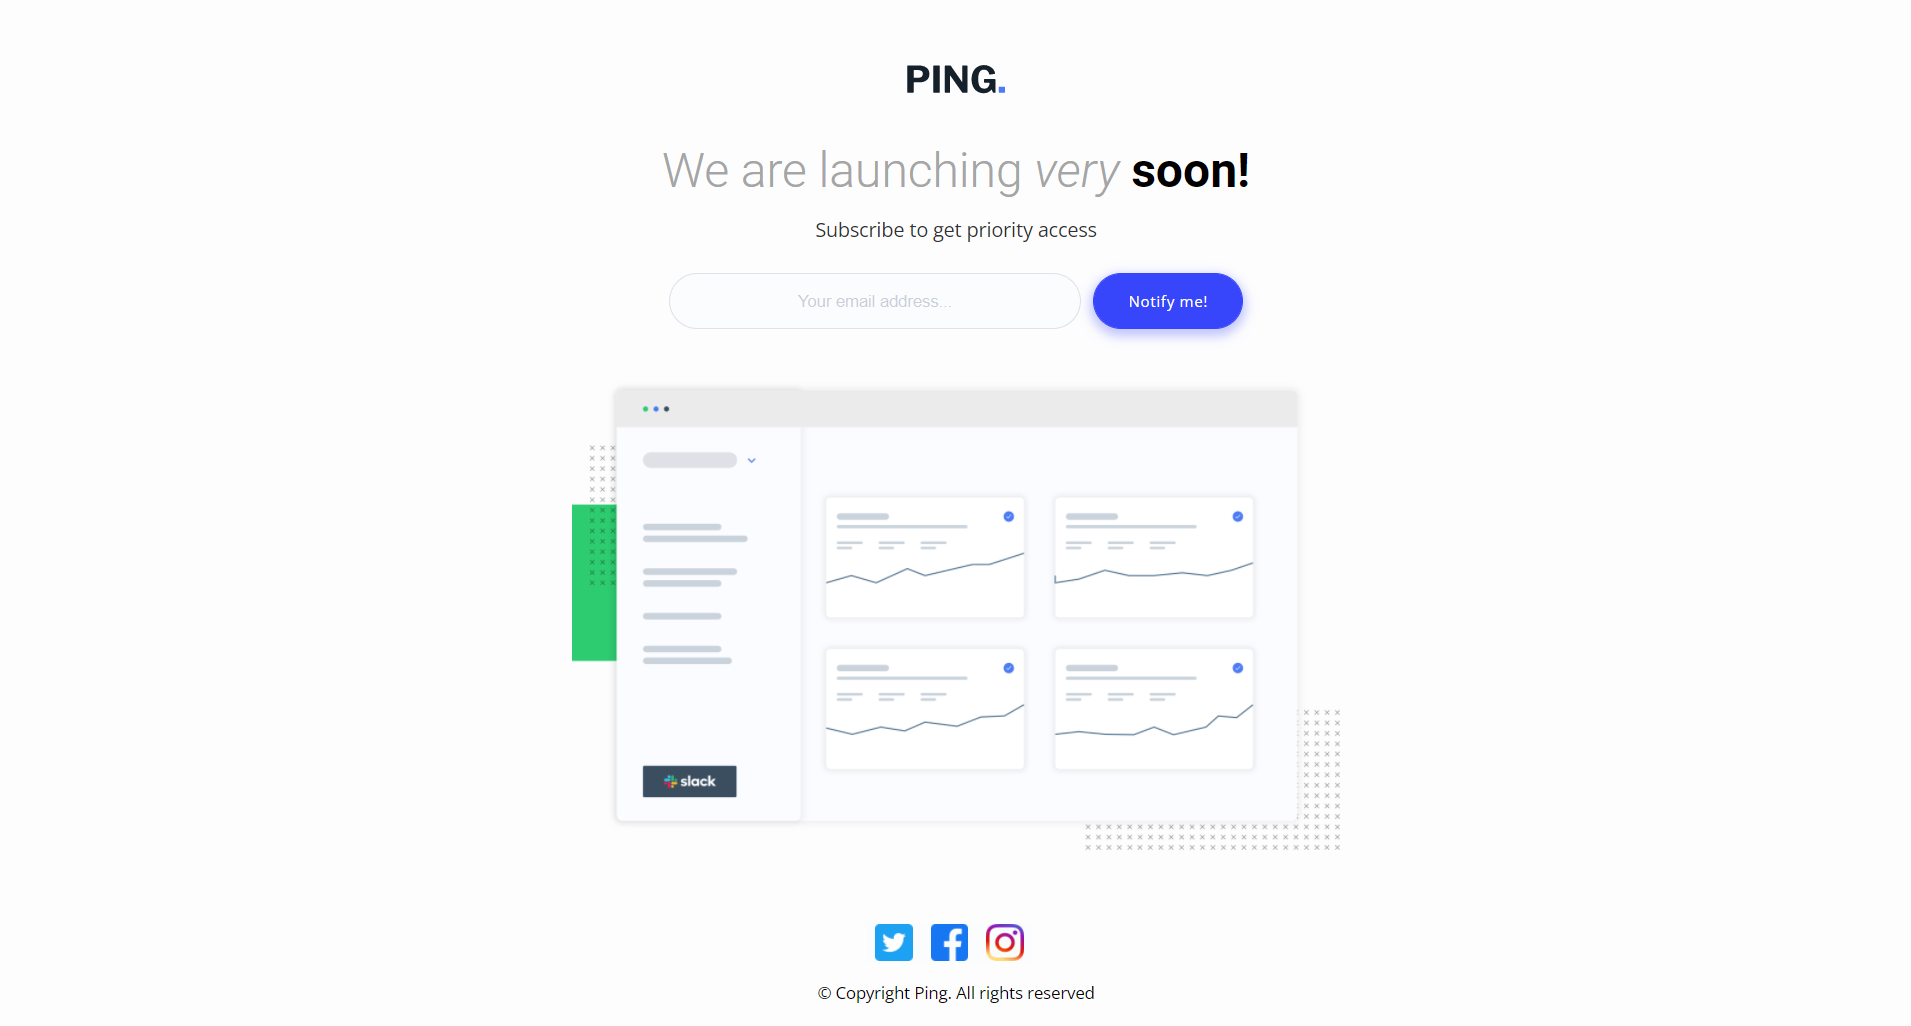 PING.
We are launching very soon!
Subscribe to get priority access
Your email address...
Notify me!
slack
© Copyright Ping. All rights reserved